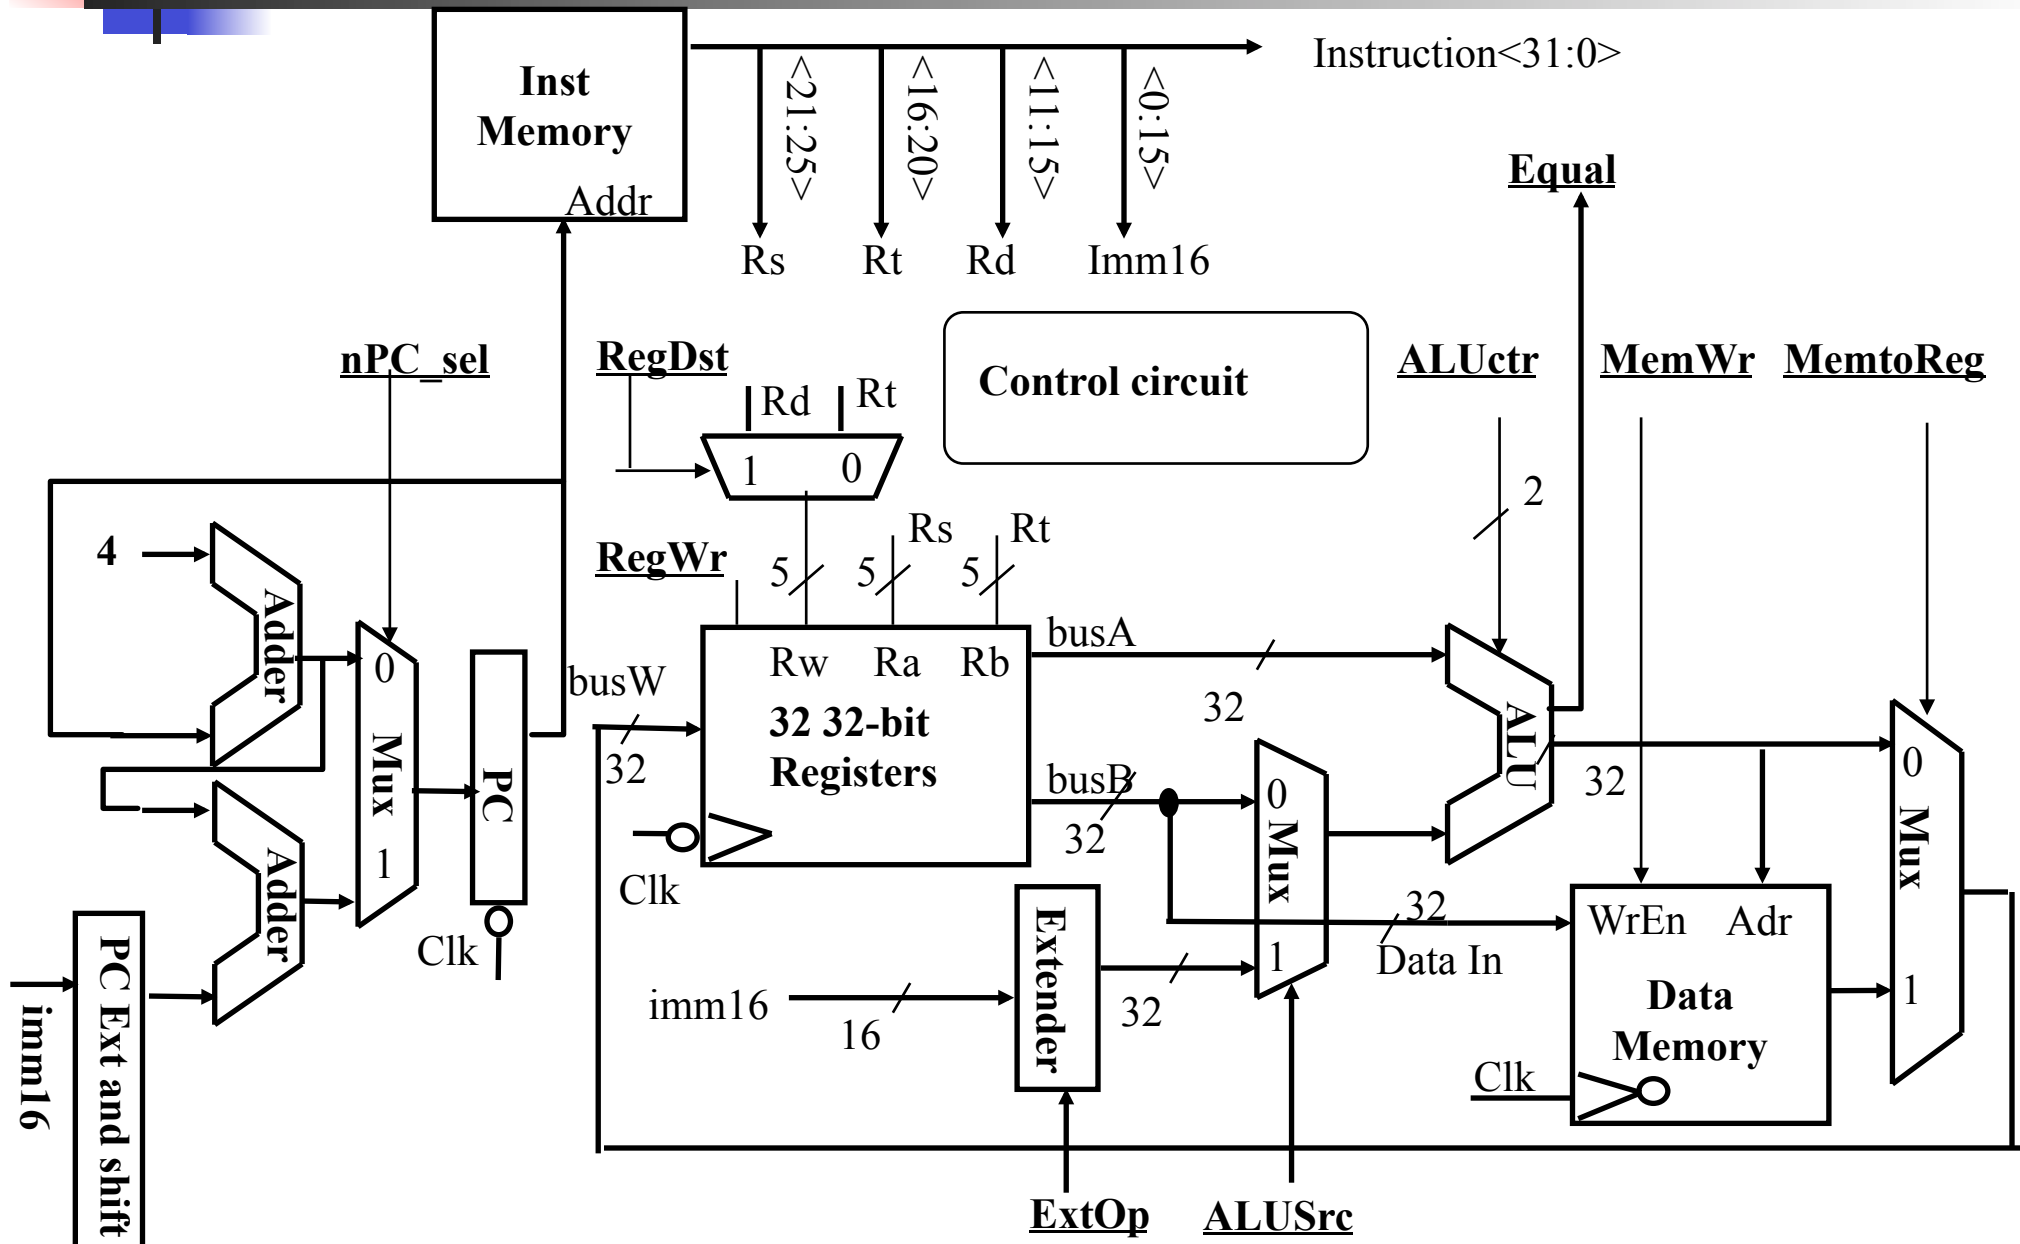 Inst
Memory
Addr
Instruction<31:0>
<21:25>
<16:20>
<11:15>
<0:15>
Rs
Rt
Rd
Imm16
Equal
nPC_sel
RegDst
Rd
Rt
1
0
Control circuit
ALUctr
MemWr
MemtoReg
2
4
Adder
RegWr
5
5
Rs
5
Rt
0
Mux
1
PC
Clk
Adder
PC Ext and shift
imm16
busW
32
Rw
Ra
Rb
32 32-bit
Registers
Clk
busA
32
busB
32
0
Mux
1
ALU
32
imm16
16
Extender
32
32
Data In
WrEn
Adr
Data
Memory
Clk
0
Mux
1
ExtOp
ALUSrc